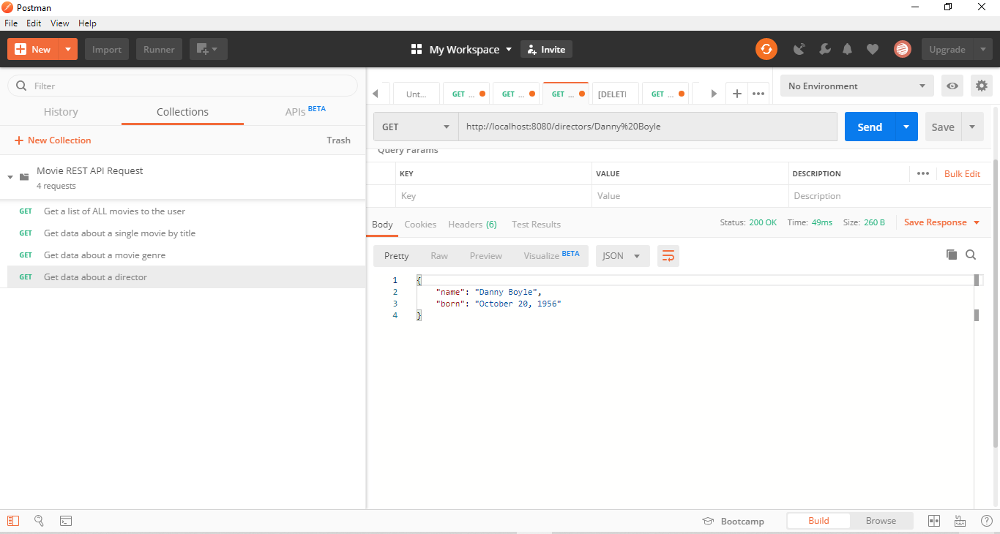 Postman
File Edit View Help
New Import Runner My Workspace Invite Upgrade
Filter
History Collections APIs BETA
New Collection Trash
Movie REST API Request
4 requests
GET Get a list of ALL movies to the user
GET Get data about a single movie by title
GET Get data about a movie genre
GET Get data about a director
Unt... GET ... GET ... GET ... [DELETI GET ... No Environment
GET http://localhost:8080/directors/Danny%20Boyle Send Save
Query Params
KEY VALUE DESCRIPTION Bulk Edit
Key Value Description
Body Cookies Headers (6) Test Results Status: 200 OK Time: 49ms Size: 260 B Save Response
Pretty Raw Preview Visualize BETA JSON
1 {
2 "name": "Danny Boyle",
3 "born": "October 20, 1956"
4 }
Bootcamp Build Browse